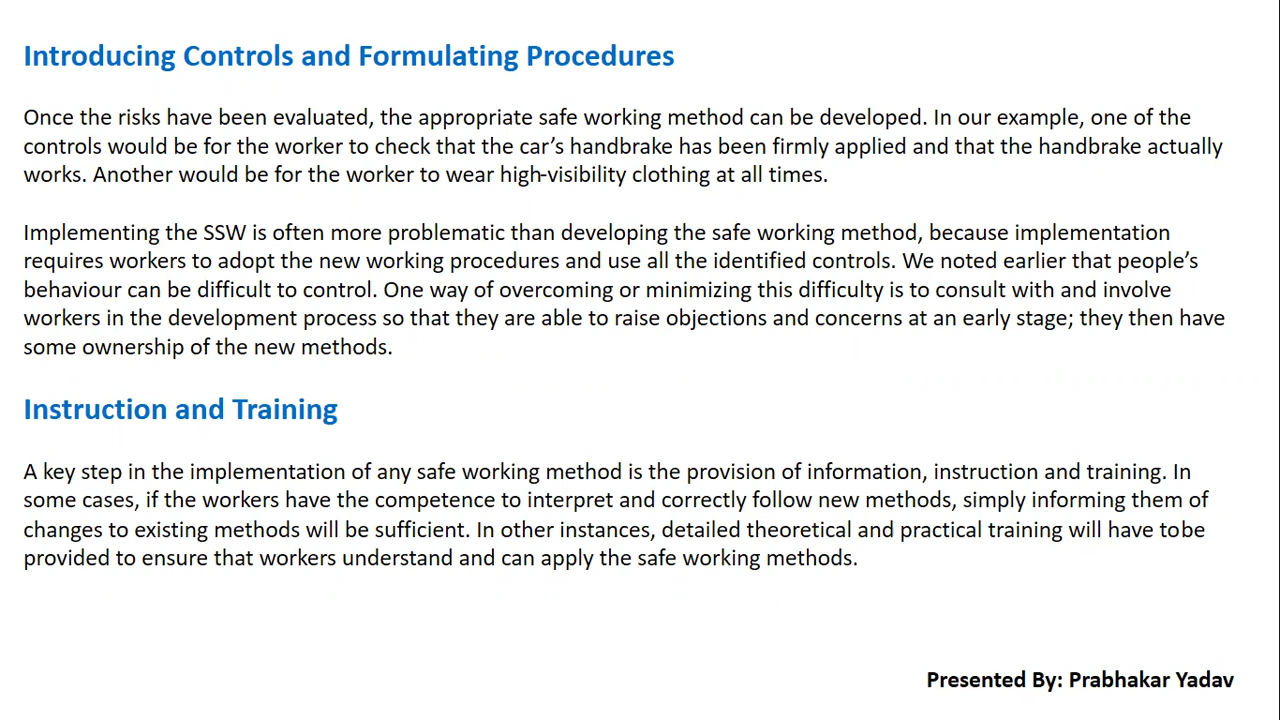 Introducing Controls and Formulating Procedures
Once the risks have been evaluated, the appropriate safe working method can be developed. In our example, one of the
controls would be for the worker to check that the car's handbrake has been firmly applied and that the handbrake actually
works. Another would be for the worker to wear high-visibility clothing at all times.
Implementing the SSW is often more problematic than developing the safe working method, because implementation
requires workers to adopt the new working procedures and use all the identified controls. We noted earlier that people's
behaviour can be difficult to control. One way of overcoming or minimizing this difficulty is to consult with and involve
workers in the development process so that they are able to raise objections and concerns at an early stage; they then have
some ownership of the new methods.
Instruction and Training
A key step in the implementation of any safe working method is the provision of information, instruction and training. In
some cases, if the workers have the competence to interpret and correctly follow new methods, simply informing them of
changes to existing methods will be sufficient. In other instances, detailed theoretical and practical training will have tobe
provided to ensure that workers understand and can apply the safe working methods.
Presented By: Prabhakar Yadav